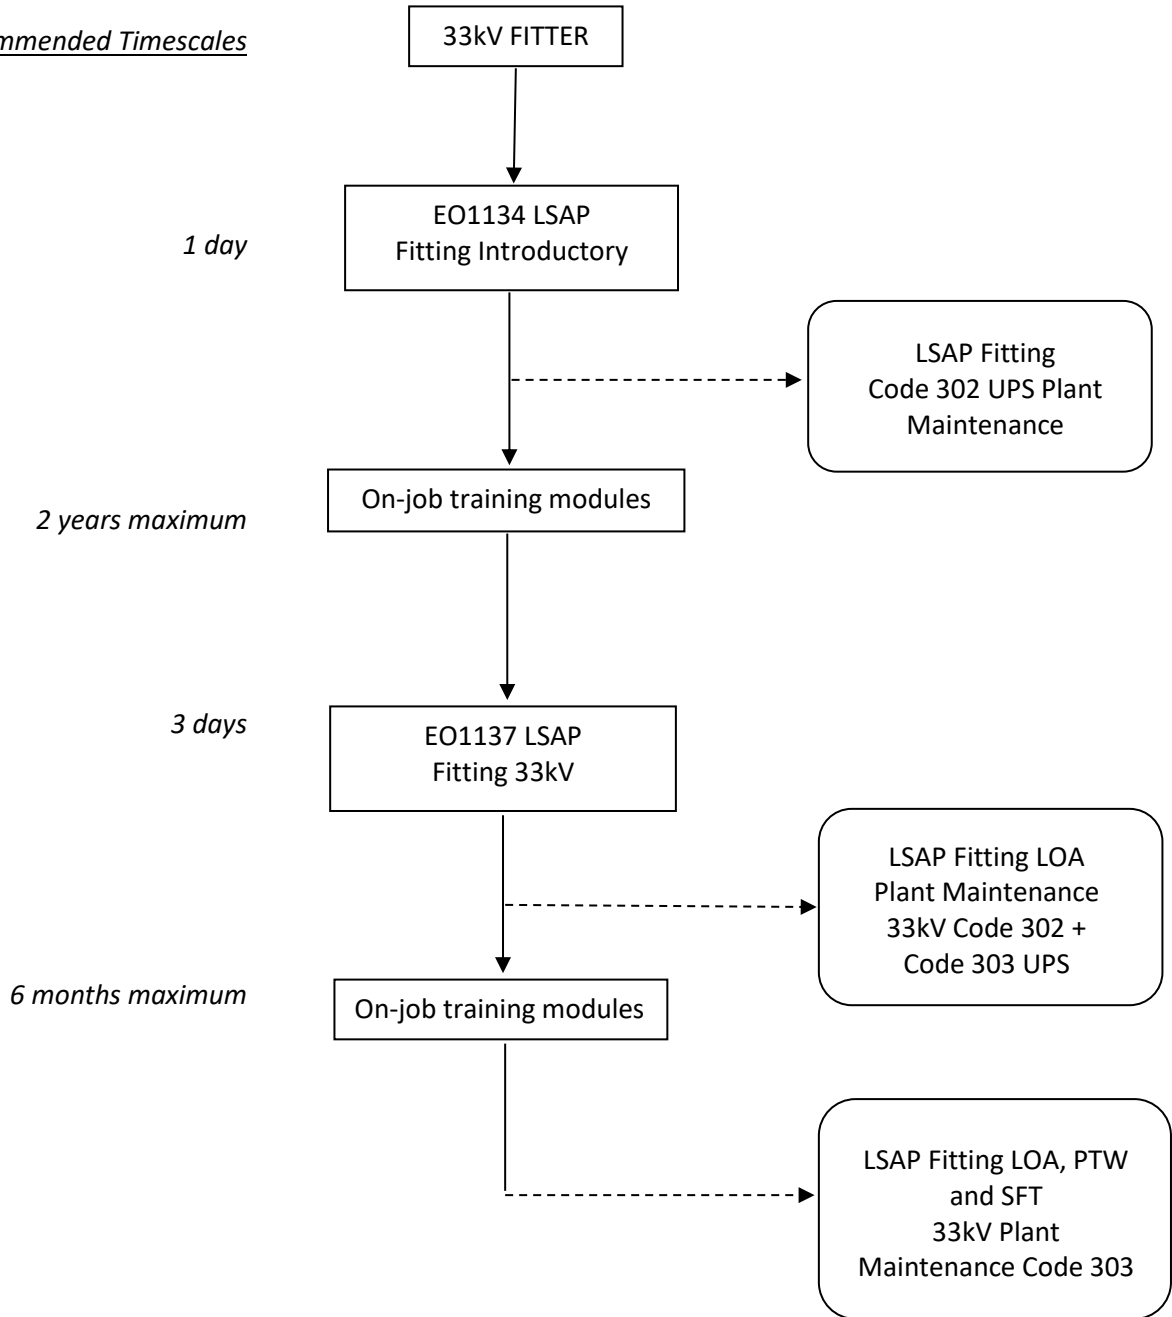 mmended Timescales
33kV FITTER
1 day
EO1134 LSAP
Fitting Introductory
LSAP Fitting
Code 302 UPS Plant
Maintenance
2 years maximum
On-job training modules
3 days
EO1137 LSAP
Fitting 33kV
LSAP Fitting LOA
Plant Maintenance
33kV Code 302 +
Code 303 UPS
6 months maximum
On-job training modules
LSAP Fitting LOA, PTW
and SFT
33kV Plant
Maintenance Code 303